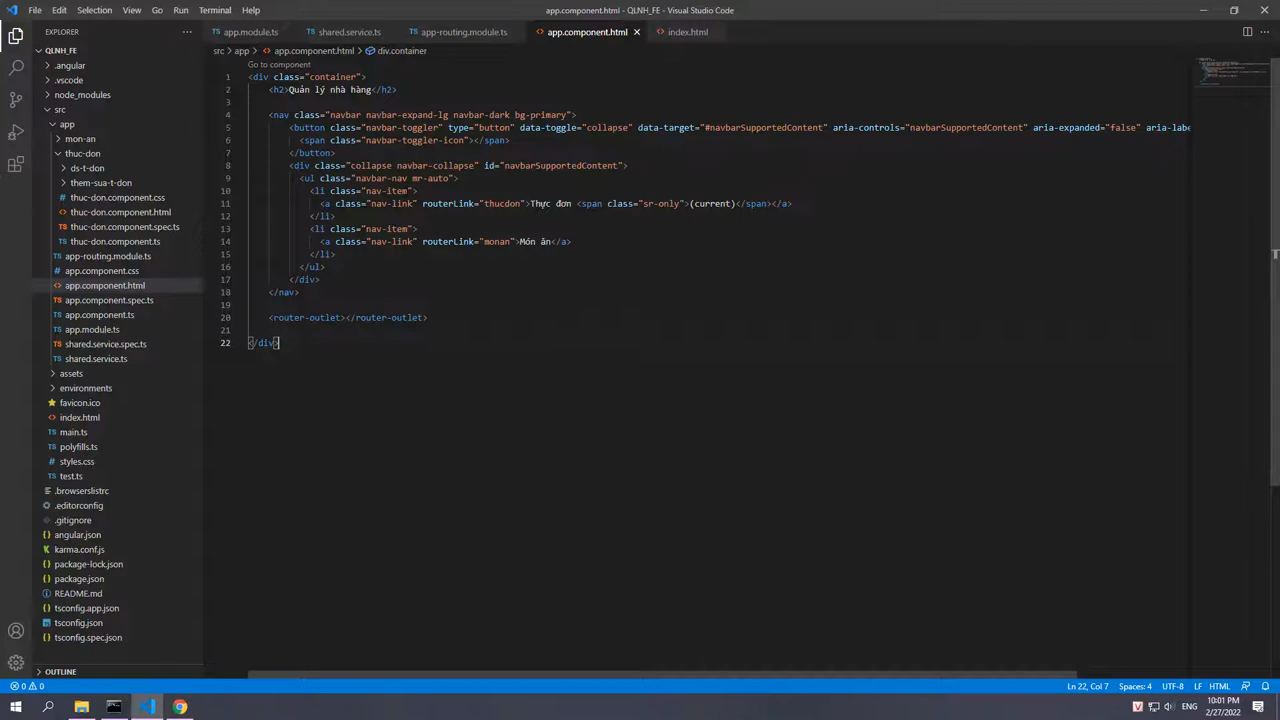 File Edit Selection View Go Run Terminal Help
app.component.html - QLNH_FE - Visual Studio Code
EXPLORER
QLNH_FE
.angular
.vscode
node_modules
src
app
mon-an
thuc-don
ds-t-don
them-sua-t-don
thuc-don.component.css
thuc-don.component.html
thuc-don.component.spec.ts
thuc-don.component.ts
app-routing.module.ts
app.component.css
app.component.html
app.component.spec.ts
app.component.ts
app.module.ts
shared.service.spec.ts
shared.service.ts
assets
environments
favicon.ico
index.html
main.ts
polyfills.ts
styles.css
test.ts
.browserslistrc
.editorconfig
.gitignore
angular.json
karma.conf.js
package-lock.json
package.json
README.md
tsconfig.app.json
tsconfig.json
tsconfig.spec.json
OUTLINE
app.module.ts shared.service.ts app-routing.module.ts app.component.html index.html
src > app > app.component.html > div.container
Go to component
1 <div class="container">
2 <h2>Quản lý nhà hàng</h2>
3
4 <nav class="navbar navbar-expand-lg navbar-dark bg-primary">
5 <button class="navbar-toggler" type="button" data-toggle="collapse" data-target="#navbarSupportedContent" aria-controls="navbarSupportedContent" aria-expanded="false" aria-labe
6 <span class="navbar-toggler-icon"></span>
7 </button>
8 <div class="collapse navbar-collapse" id="navbarSupportedContent">
9 <ul class="navbar-nav mr-auto">
10 <li class="nav-item">
11 <a class="nav-link" routerLink="thucdon">Thực đơn <span class="sr-only">(current)</span></a>
12 </li>
13 <li class="nav-item">
14 <a class="nav-link" routerLink="monan">Món ăn</a>
15 </li>
16 </ul>
17 </div>
18 </nav>
19
20 <router-outlet></router-outlet>
21
22 </div>
0 0
Ln 22, Col 7 Spaces: 4 UTF-8 LF HTML
ENG
10:01 PM
2/27/2022